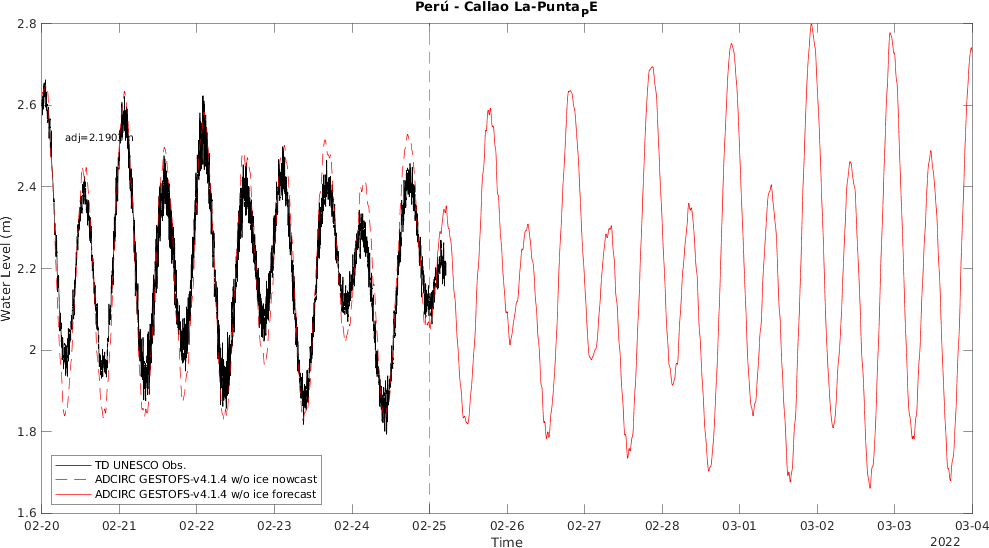 Perú - Callao La-Punta_pE
2.8
2.6
2.4
2.2
2
1.8
1.6
Water Level (m)
adj=2.1903m
TD UNESCO Obs.
ADCIRC GESTOFS-v4.1.4 w/o ice nowcast
ADCIRC GESTOFS-v4.1.4 w/o ice forecast
02-20 02-21 02-22 02-23 02-24 02-25 02-26 02-27 02-28 03-01 03-02 03-03 03-04
Time
2022